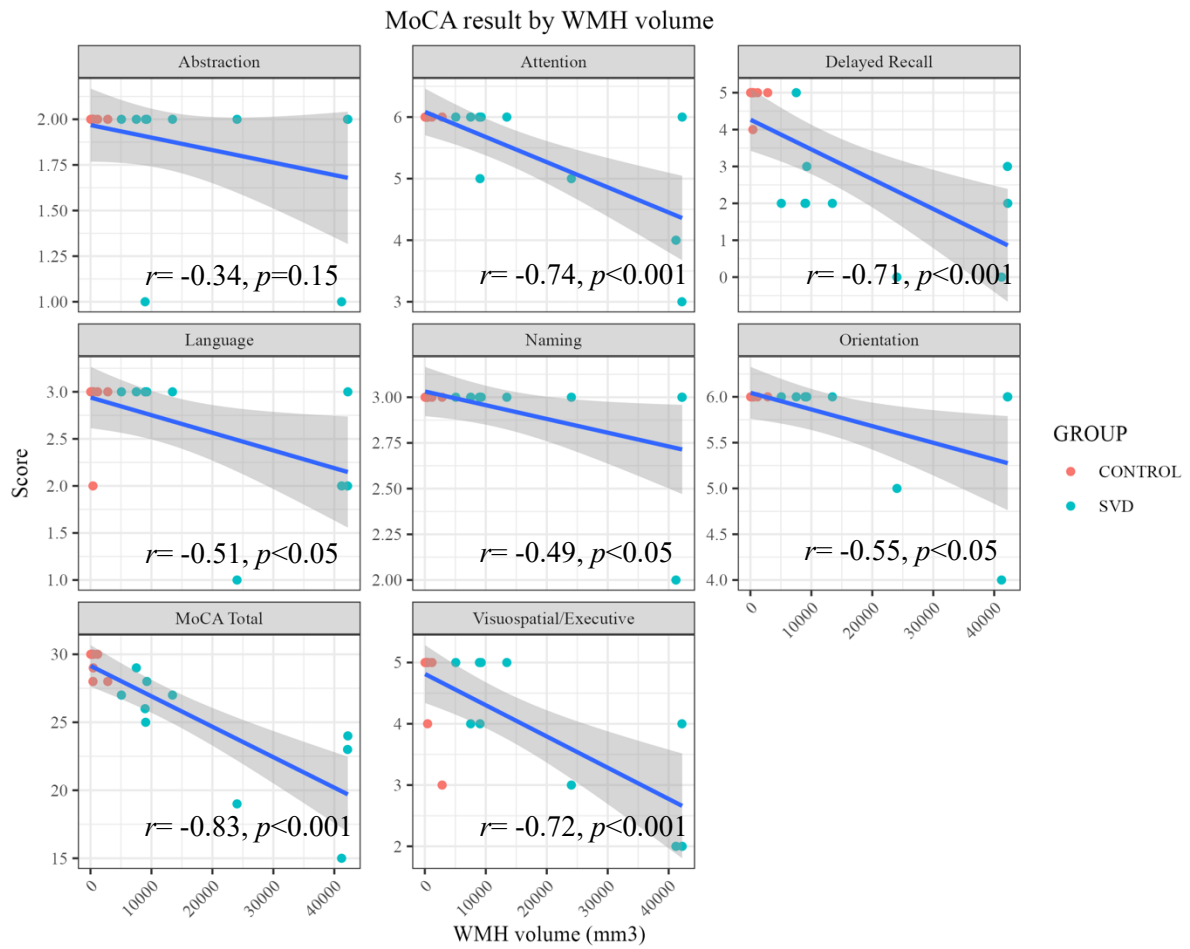 MoCA result by WMH volume
Abstraction
Attention
Delayed Recall
2.00
1.75
1.50
1.25
1.00
r= -0.34, p=0.15
6
5
4
3
r= -0.74, p<0.001
5
4
3
2
1
0
r= -0.71, p<0.001
Language
Naming
Orientation
3.0
2.5
2.0
1.5
1.0
r= -0.51, p<0.05
3.00
2.75
2.50
2.25
2.00
r= -0.49, p<0.05
6.0
5.5
5.0
4.5
4.0
r= -0.55, p<0.05
0
10000
20000
30000
40000
MoCA Total
Visuospatial/Executive
30
25
20
15
r= -0.83, p<0.001
0
10000
20000
30000
40000
5
4
3
2
r= -0.72, p<0.001
0
10000
20000
30000
40000
Score
WMH volume (mm3)
GROUP
CONTROL
SVD